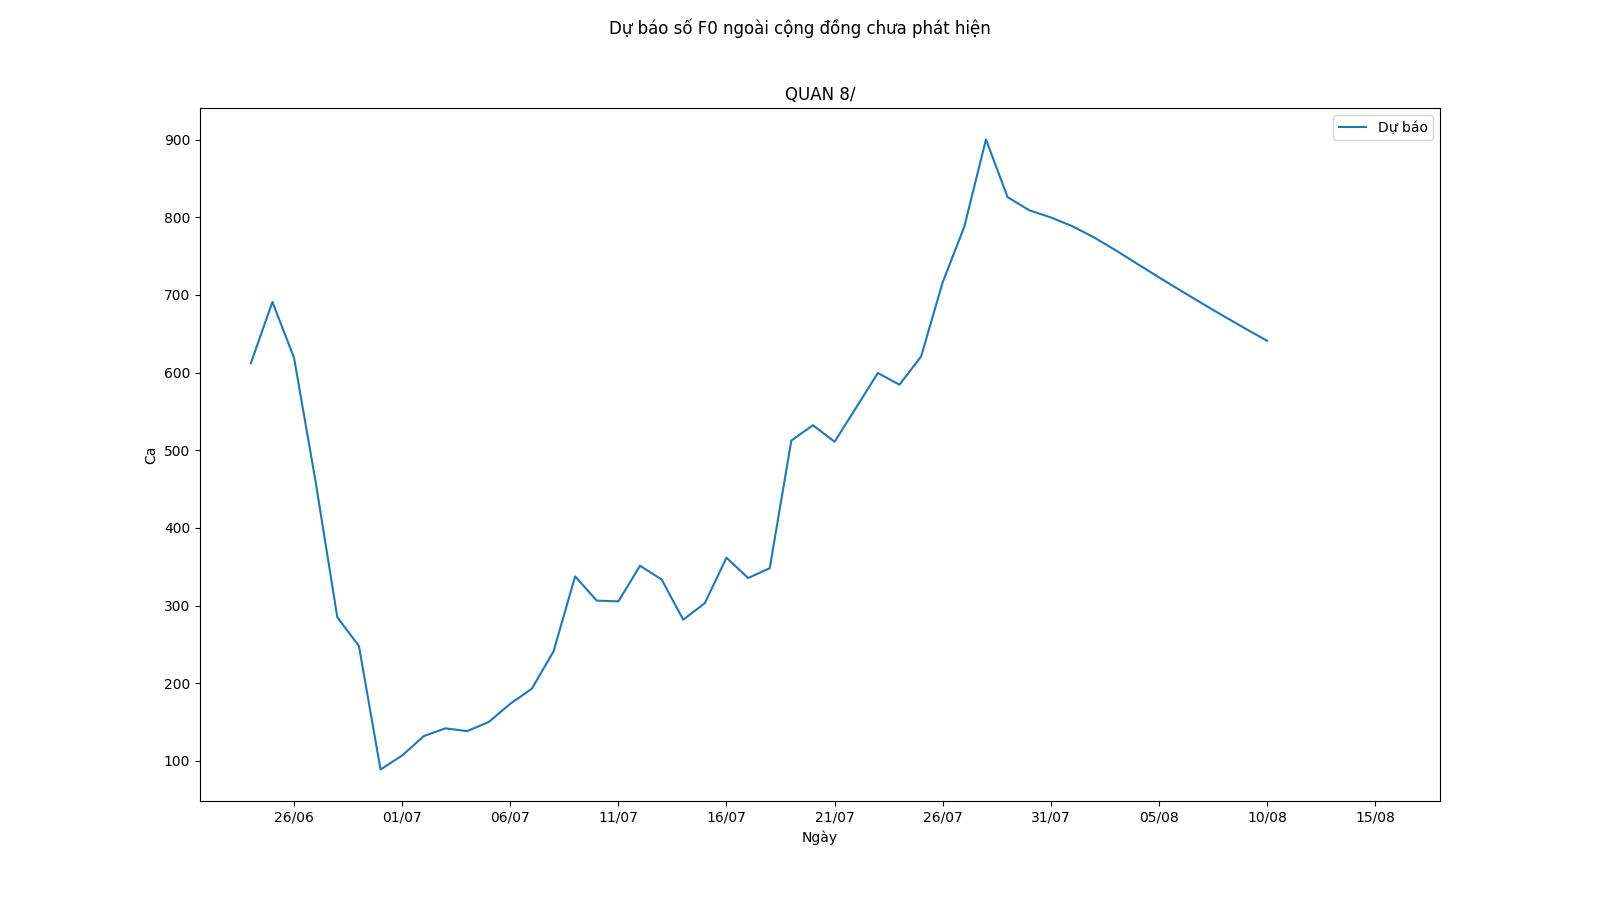 Dự báo số F0 ngoài cộng đồng chưa phát hiện
QUAN 8/
Dự báo
900
800
700
600
500
400
300
200
100
Ca
26/06 01/07 06/07 11/07 16/07 21/07 26/07 31/07 05/08 10/08 15/08
Ngày